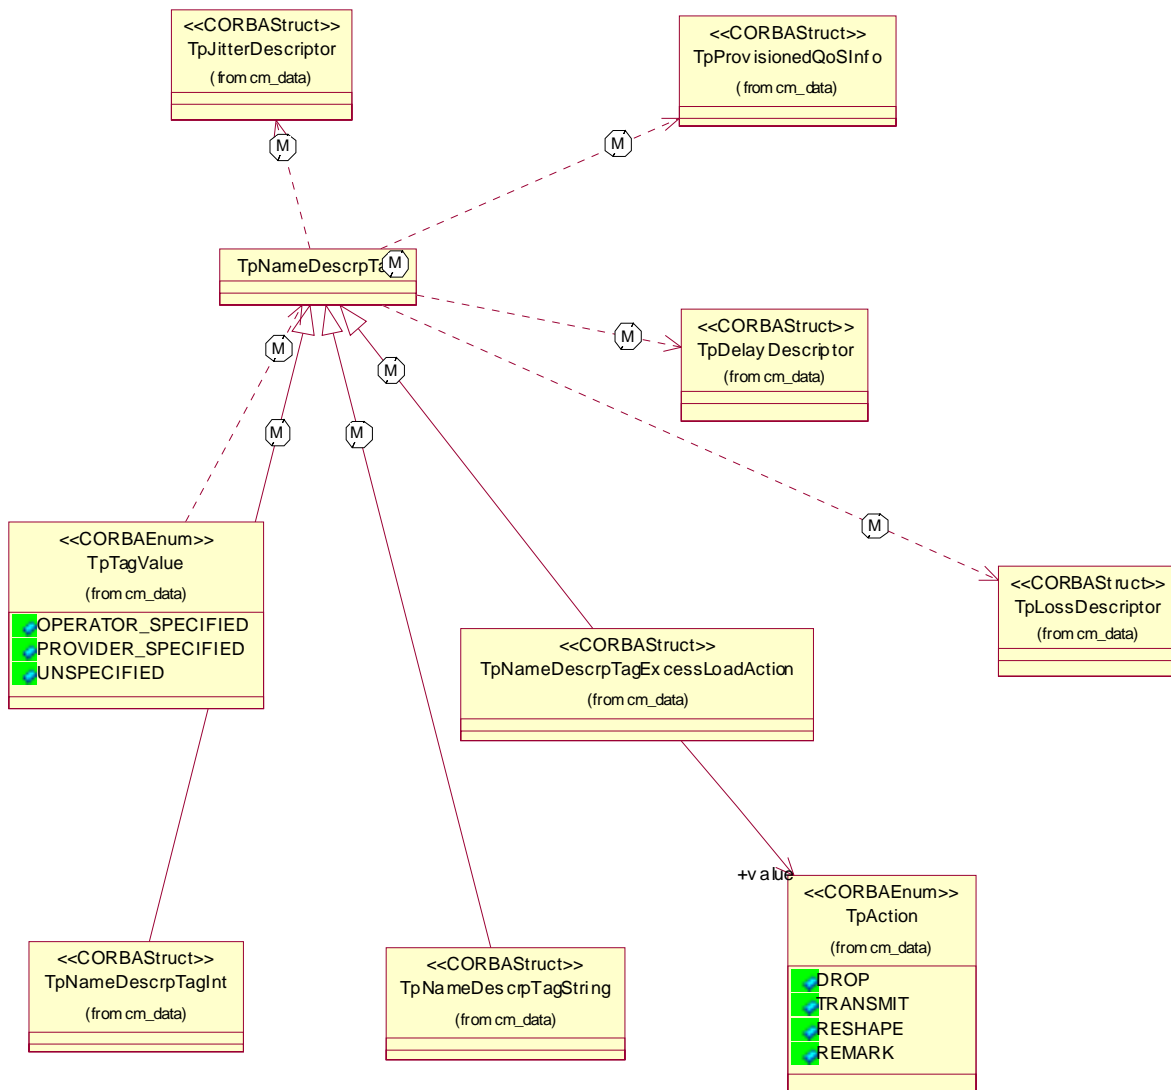 <<CORBAStruct>>
TpJitterDescriptor
(from cm_data)
<<CORBAStruct>>
TpProvisionedQoSInfo
(from cm_data)
M
M
TpNameDescrpTa
M
<<CORBAStruct>>
TpDelayDescriptor
(from cm_data)
M
M
M
M
M
<<CORBAEnum>>
TpTagValue
(from cm_data)
OPERATOR_SPECIFIED
PROVIDER_SPECIFIED
UNSPECIFIED
M
<<CORBAStruct>>
TpLossDescriptor
(from cm_data)
<<CORBAStruct>>
TpNameDescrpTagExcessLoadAction
(from cm_data)
+value
<<CORBAEnum>>
TpAction
(from cm_data)
DROP
TRANSMIT
RESHAPE
REMARK
<<CORBAStruct>>
TpNameDescrpTagInt
(from cm_data)
<<CORBAStruct>>
TpNameDescrpTagString
(from cm_data)